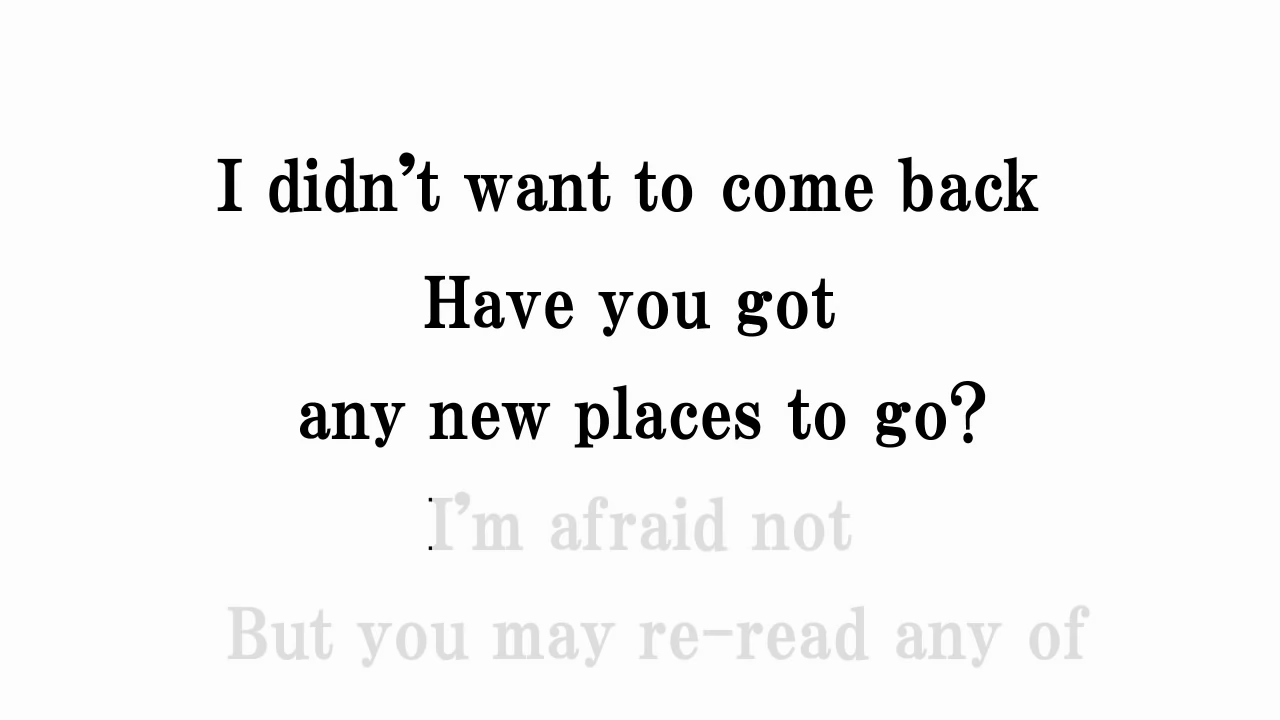 I didn’t want to come back
Have you got
any new places to go?
I’m afraid not
But you may re-read any of